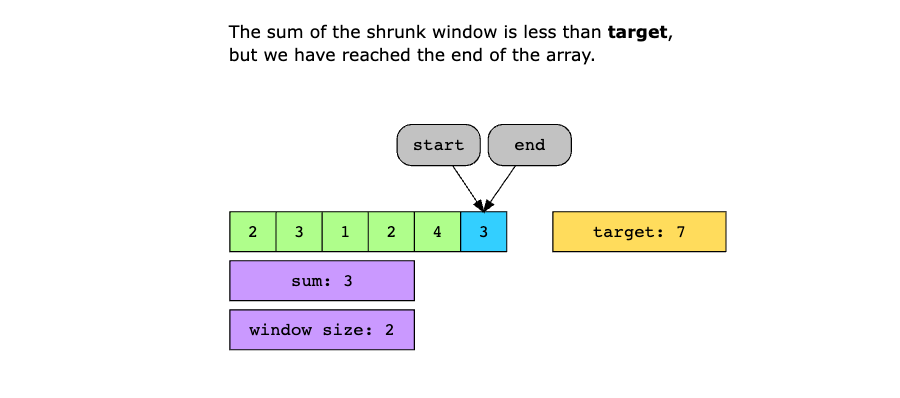 The sum of the shrunk window is less than target,
but we have reached the end of the array.
start end
2 3 1 2 4 3 target: 7
sum: 3
window size: 2